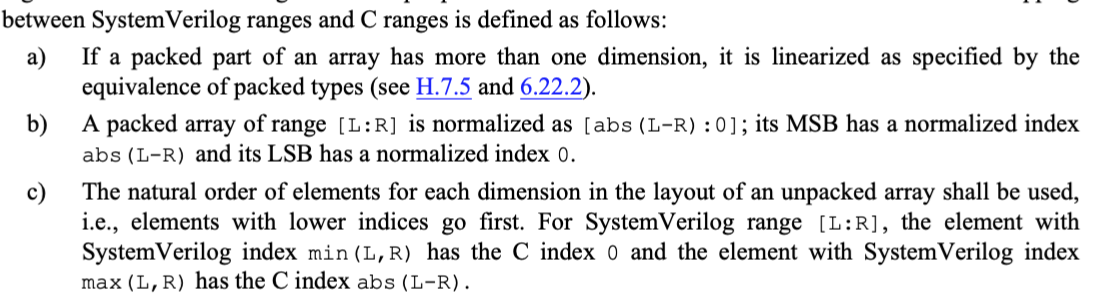 between SystemVerilog ranges and C ranges is defined as follows:
a) If a packed part of an array has more than one dimension, it is linearized as specified by the
equivalence of packed types (see H.7.5 and 6.22.2).
b) A packed array of range [L:R] is normalized as [abs(L-R):0]; its MSB has a normalized index
abs(L-R) and its LSB has a normalized index 0.
c) The natural order of elements for each dimension in the layout of an unpacked array shall be used,
i.e., elements with lower indices go first. For SystemVerilog range [L:R], the element with
SystemVerilog index min(L,R) has the C index 0 and the element with SystemVerilog index
max(L,R) has the C index abs(L-R).